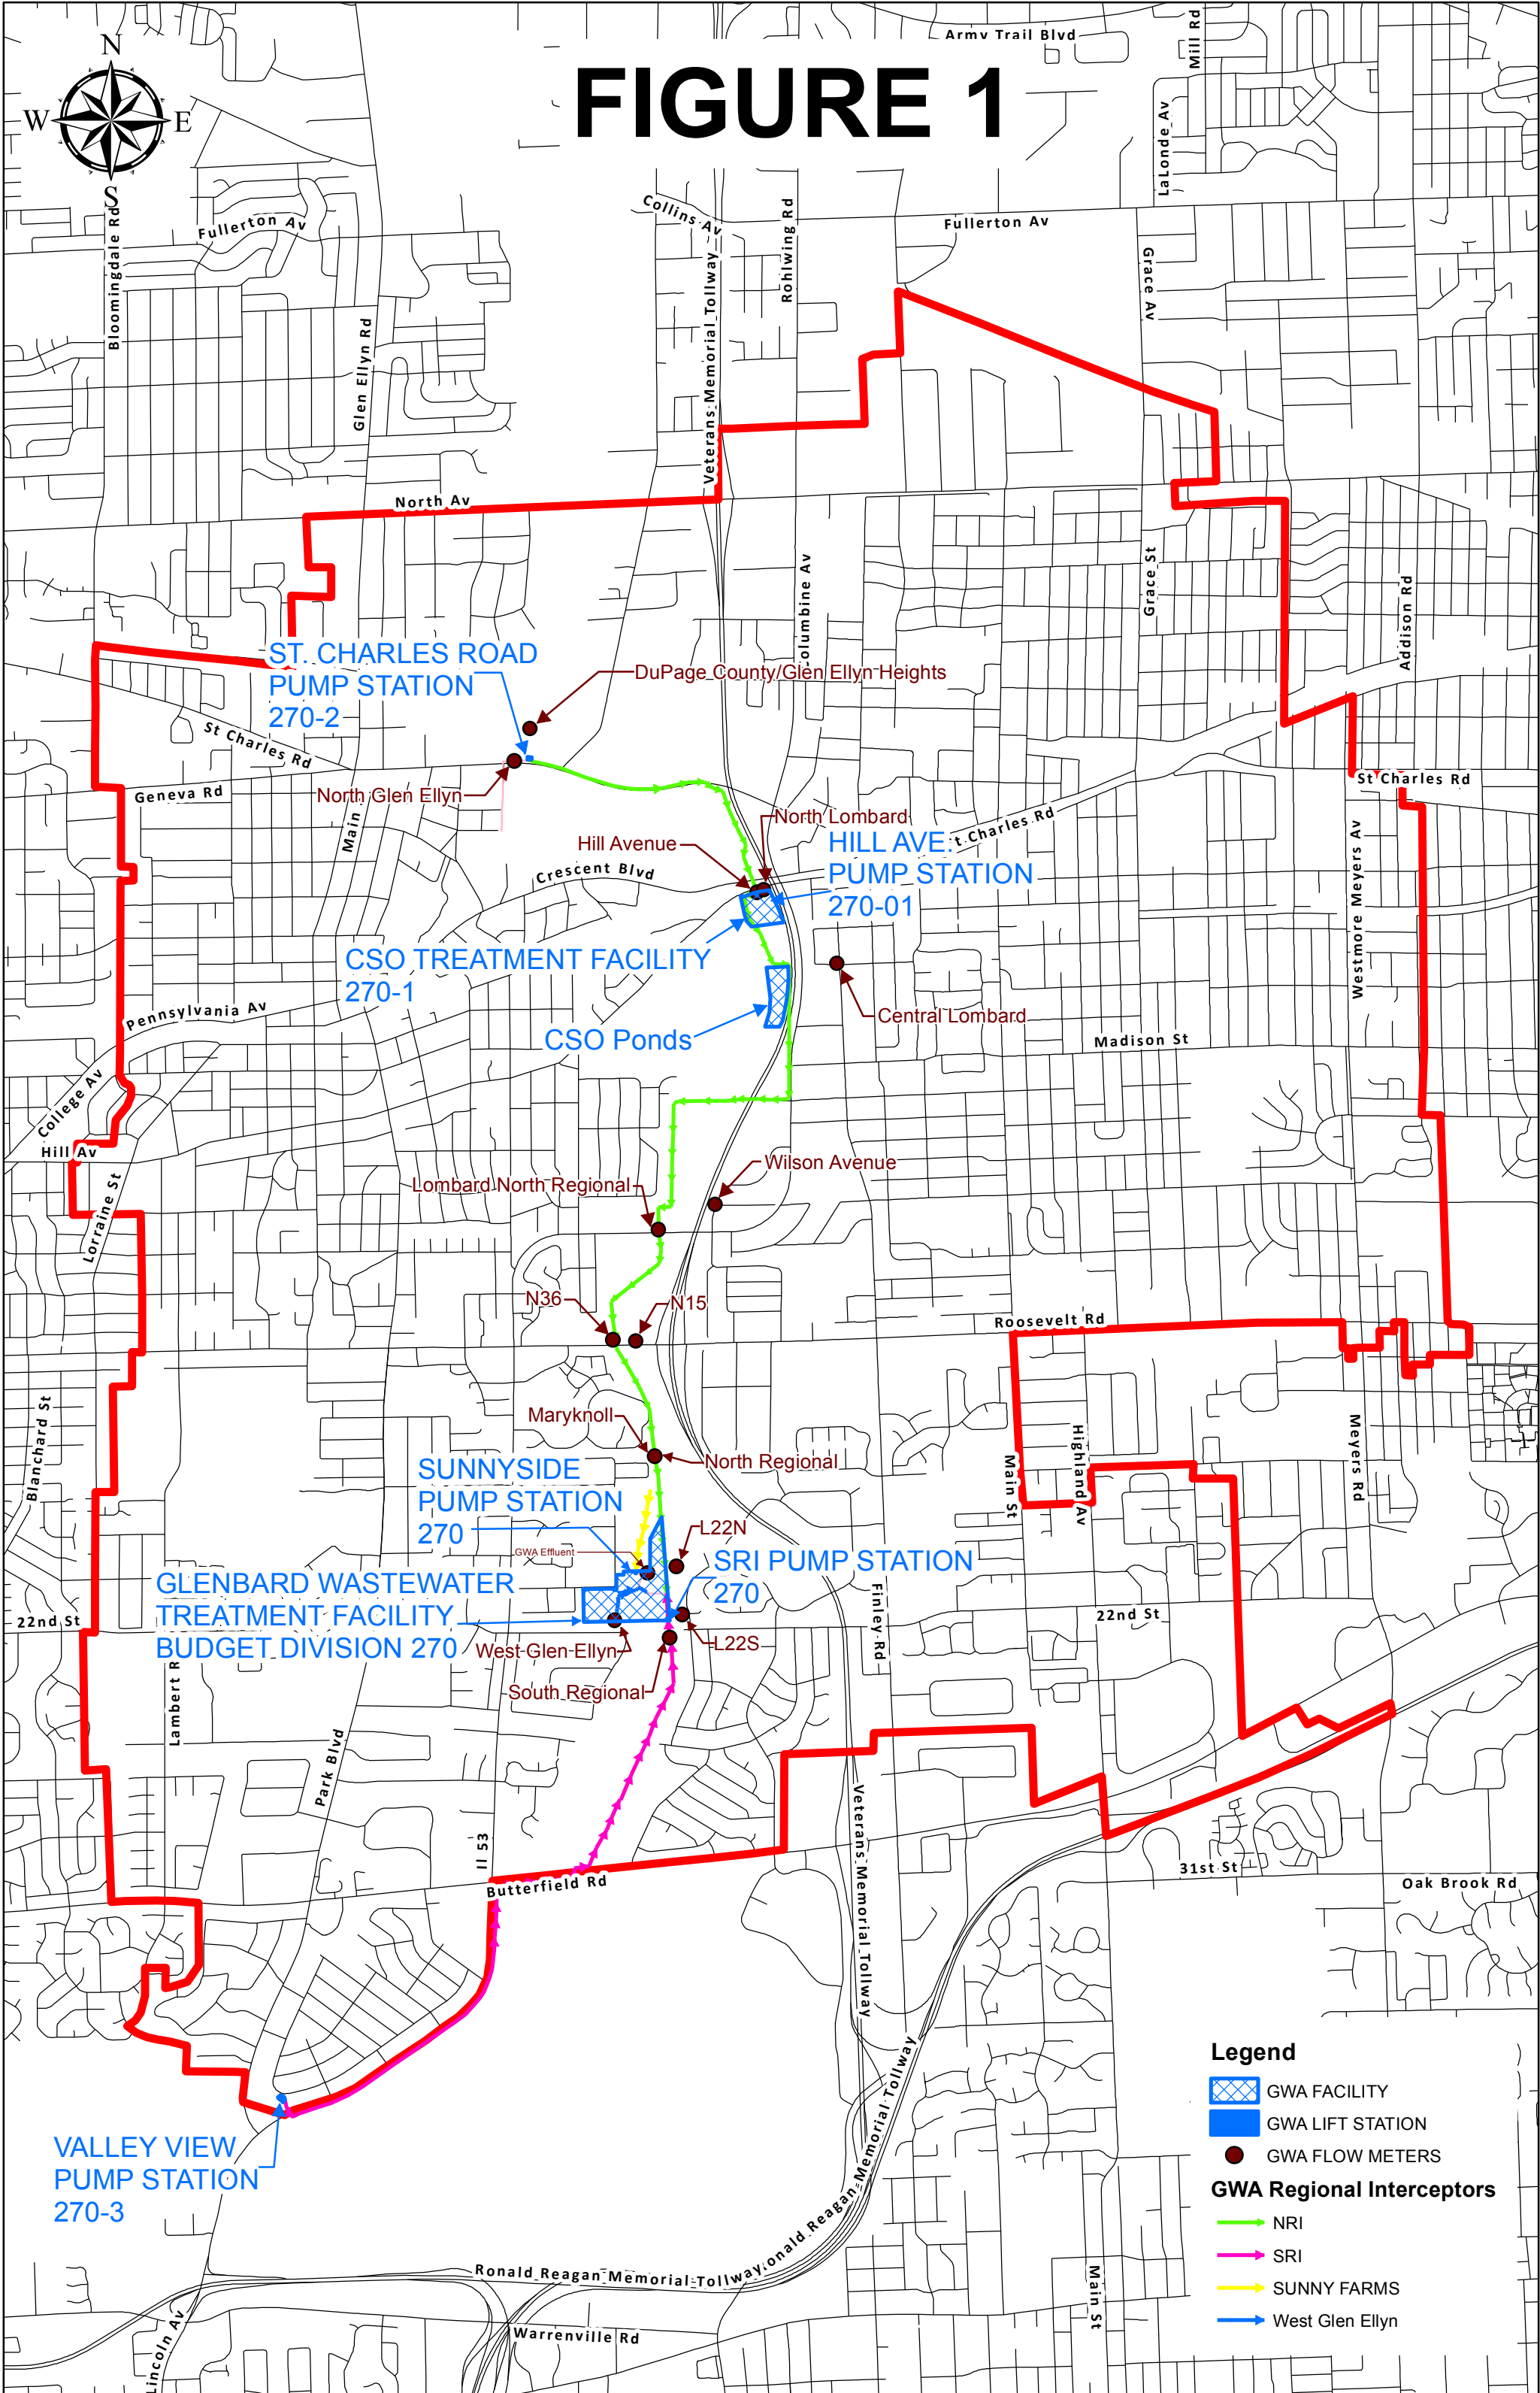 FIGURE 1
N
W
E
S
Army Trail Blvd
Mill Rd
LaLonde Av
Collins Av
Rohlwing Rd
Fullerton Av
Fullerton Av
Bloomingdale Rd
Glen Ellyn Rd
Veterans Memorial Tollway
Grace Av
North Av
Columbine Av
Grace St
Addison Rd
ST. CHARLES ROAD
PUMP STATION
270-2
DuPage County/Glen Ellyn Heights
St Charles Rd
Geneva Rd
North Glen Ellyn
Main
St Charles Rd
North Lombard
t Charles Rd
Hill Avenue
HILL AVE.
PUMP STATION
270-01
Crescent Blvd
Westmore Meyers Av
CSO TREATMENT FACILITY
270-1
Pennsylvania Av
CSO Ponds
Central Lombard
Madison St
College Av
Hill Av
Wilson Avenue
Lombard North Regional
Lorraine St
N36
N15
Roosevelt Rd
Blanchard St
Maryknoll
North Regional
Main St
Highland Av
Meyers Rd
SUNNYSIDE
PUMP STATION
270
L22N
GWA Effluent
SRI PUMP STATION
270
GLENBARD WASTEWATER
TREATMENT FACILITY
BUDGET DIVISION 270
22nd St
22nd St
Finley Rd
West Glen Ellyn
L22S
South Regional
Lambert R
Park Blvd
Il 53
Veterans Memorial Tollway
Butterfield Rd
31st St
Oak Brook Rd
VALLEY VIEW
PUMP STATION
270-3
Ronald Reagan Memorial Tollway
onald Reagan Memorial Tollway
Warrenville Rd
Lincoln Av
Main St
Legend
GWA FACILITY
GWA LIFT STATION
GWA FLOW METERS
GWA Regional Interceptors
NRI
SRI
SUNNY FARMS
West Glen Ellyn